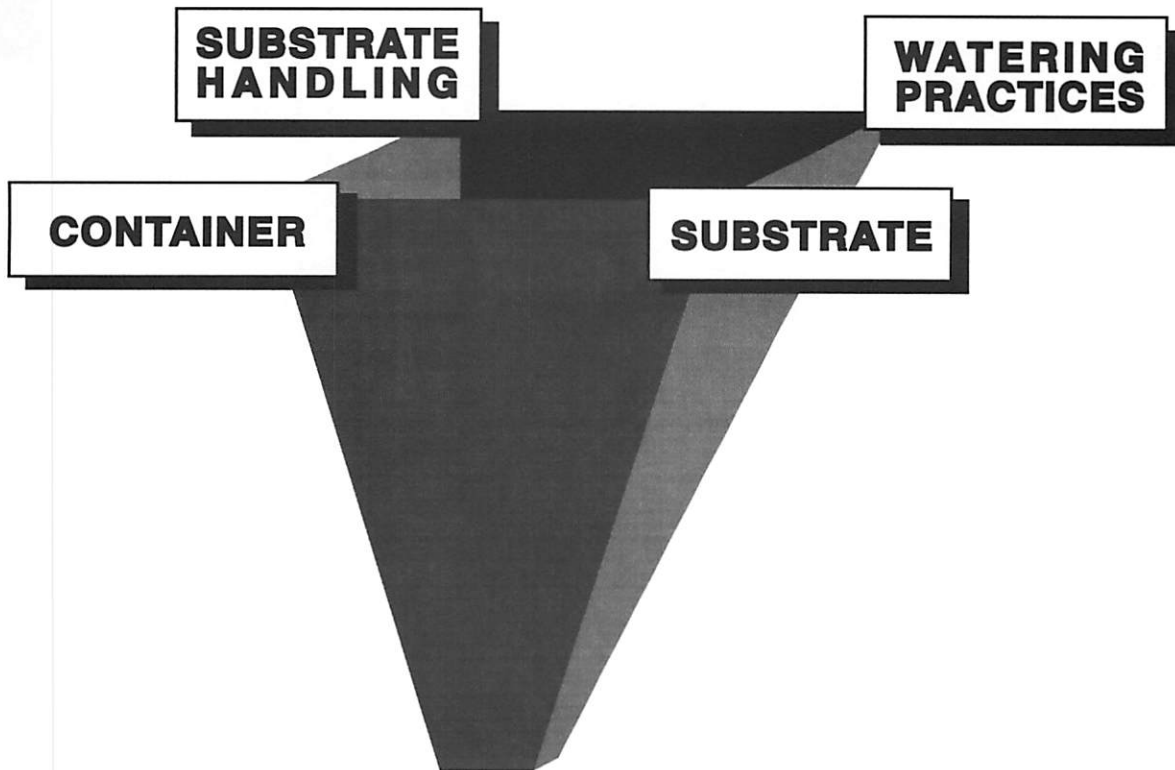 SUBSTRATE
HANDLING
WATERING
PRACTICES
CONTAINER
SUBSTRATE